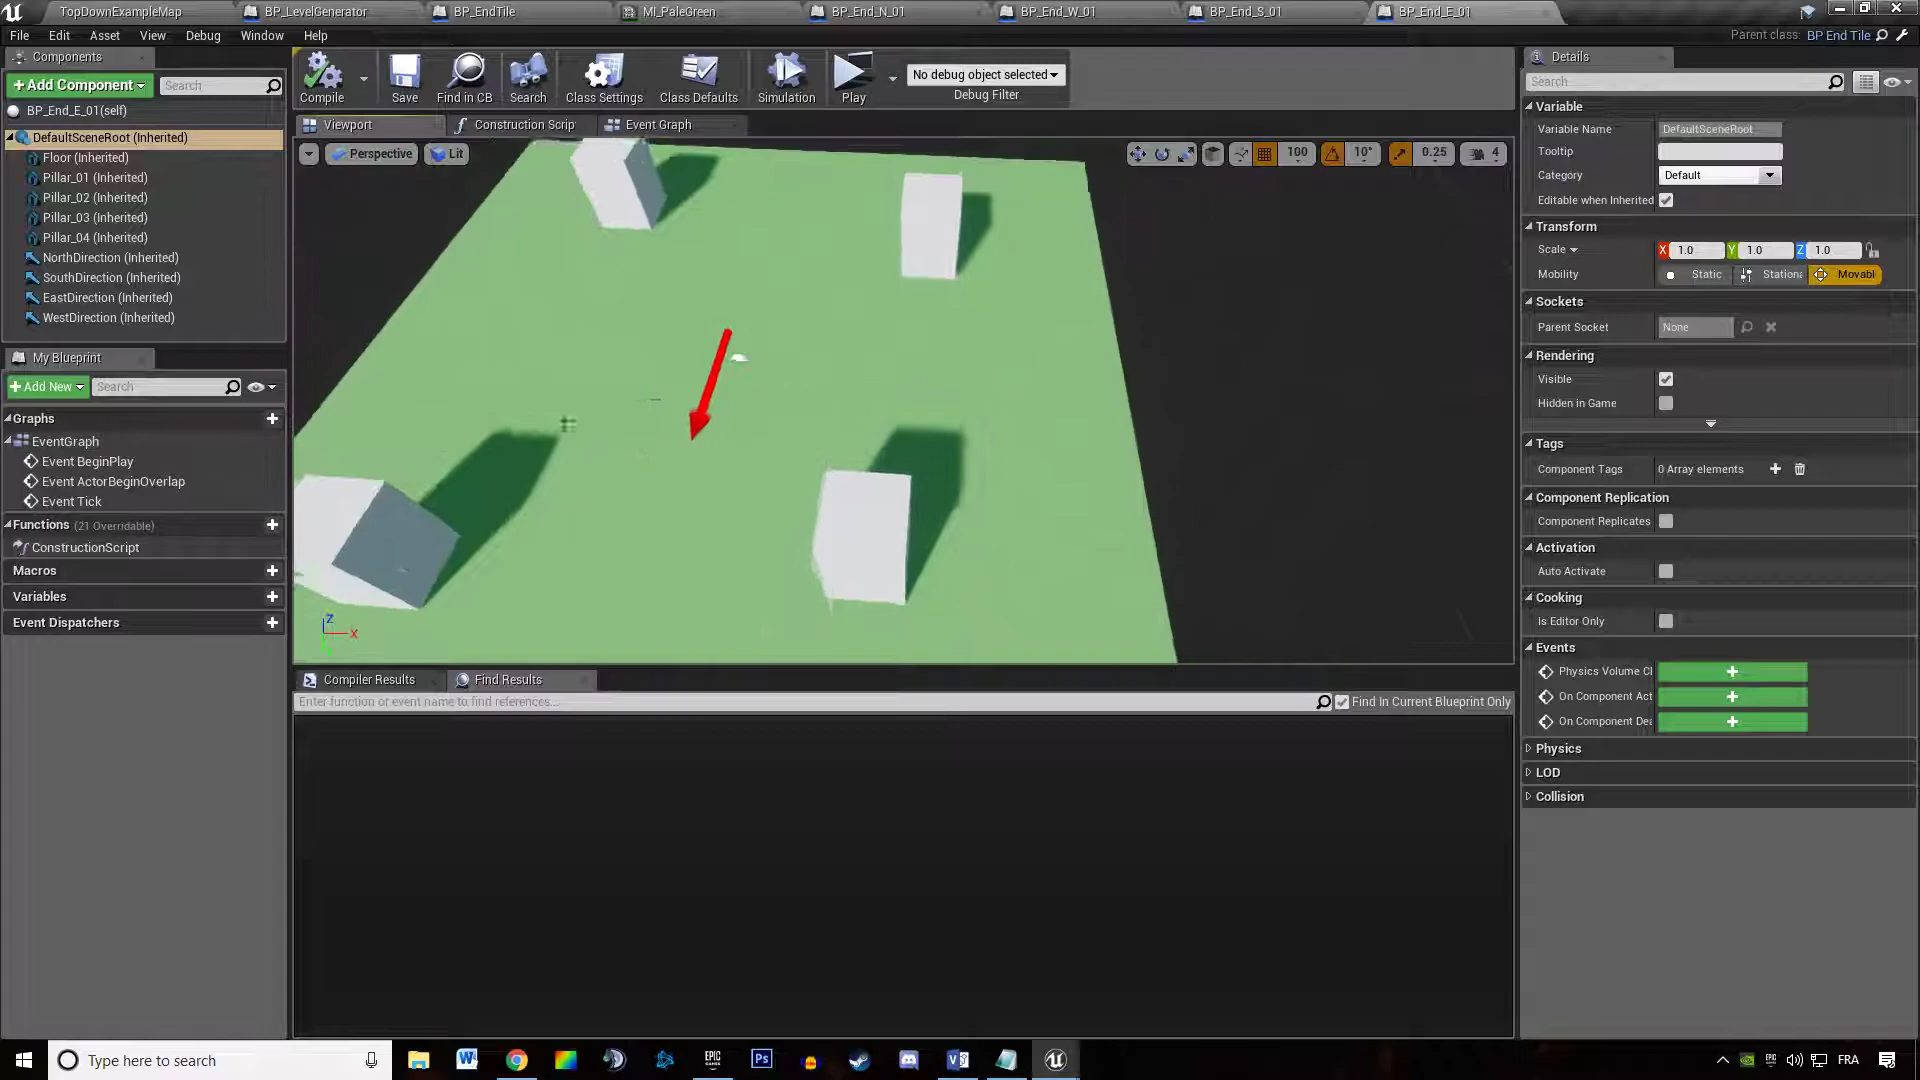 TopDownExampleMap
BP_LevelGenerator
BP_EndTile
MI_PaleGreen
BP_End_N_01
BP_End_W_01
BP_End_S_01
BP_End_E_01
File Edit Asset View Debug Window Help
Parent class: BP End Tile
Components
+Add Component
Search
BP_End_E_01(self)
DefaultSceneRoot (Inherited)
Floor (Inherited)
Pillar_01 (Inherited)
Pillar_02 (Inherited)
Pillar_03 (Inherited)
Pillar_04 (Inherited)
NorthDirection (Inherited)
SouthDirection (Inherited)
EastDirection (Inherited)
WestDirection (Inherited)
My Blueprint
+Add New
Search
Graphs
EventGraph
Event BeginPlay
Event ActorBeginOverlap
Event Tick
Functions (21 Overridable)
ConstructionScript
Macros
Variables
Event Dispatchers
Compile
Save
Find in CB
Search
Class Settings
Class Defaults
Simulation
Play
No debug object selected
Debug Filter
Viewport
Construction Scrip
Event Graph
Perspective
Lit
100
10°
0.25
4
Z
X
Compiler Results
Find Results
Enter function or event name to find references...
Find In Current Blueprint Only
Details
Search
Variable
Variable Name DefaultSceneRoot
Tooltip
Category Default
Editable when Inherited
Transform
Scale X 1.0 Y 1.0 Z 1.0
Mobility Static Stationa Movabl
Sockets
Parent Socket None
Rendering
Visible
Hidden in Game
Tags
Component Tags 0 Array elements
Component Replication
Component Replicates
Activation
Auto Activate
Cooking
Is Editor Only
Events
Physics Volume Cl
On Component Act
On Component Dea
Physics
LOD
Collision
Type here to search
EPIC GAMES
Ps
FRA